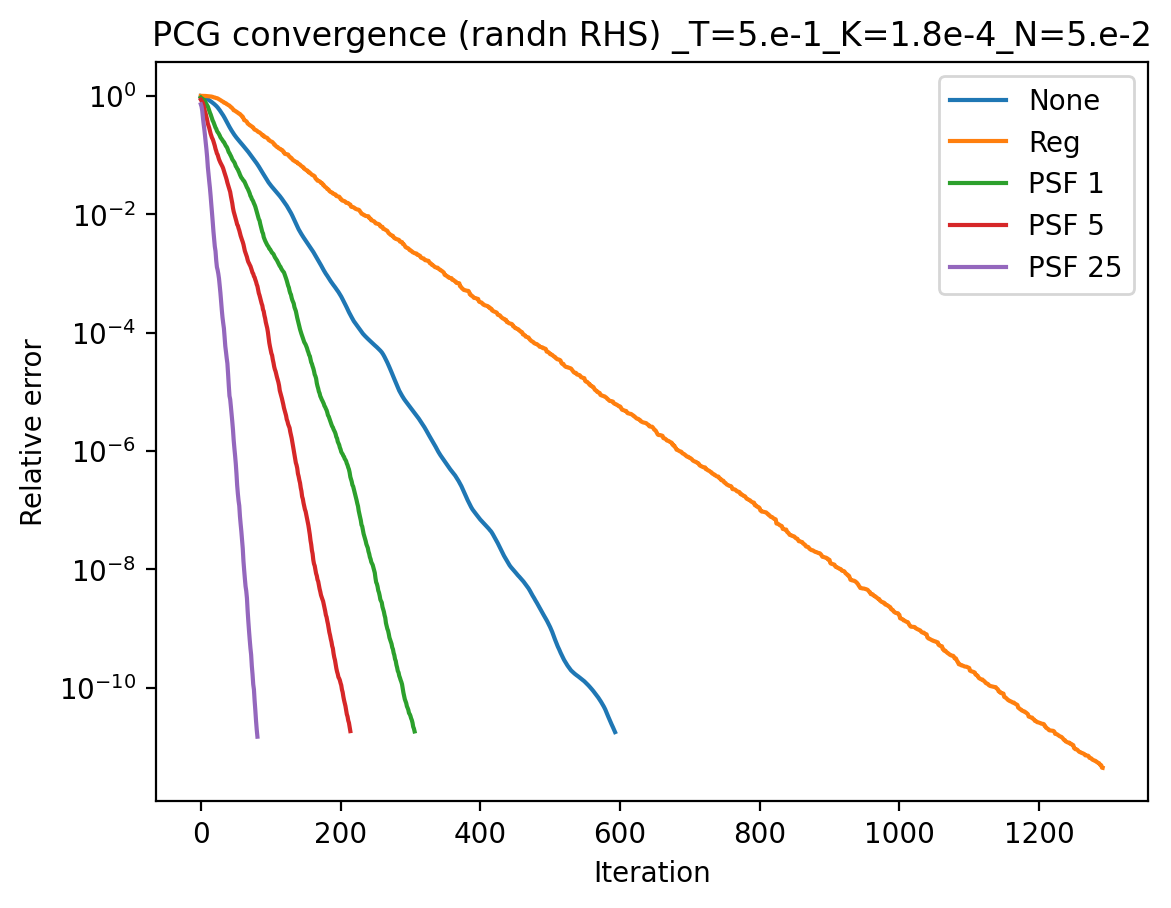 PCG convergence (randn RHS) _T=5.e-1_K=1.8e-4_N=5.e-2
None
Reg
PSF 1
PSF 5
PSF 25
Relative error
10⁰
10⁻²
10⁻⁴
10⁻⁶
10⁻⁸
10⁻¹⁰
0 200 400 600 800 1000 1200
Iteration